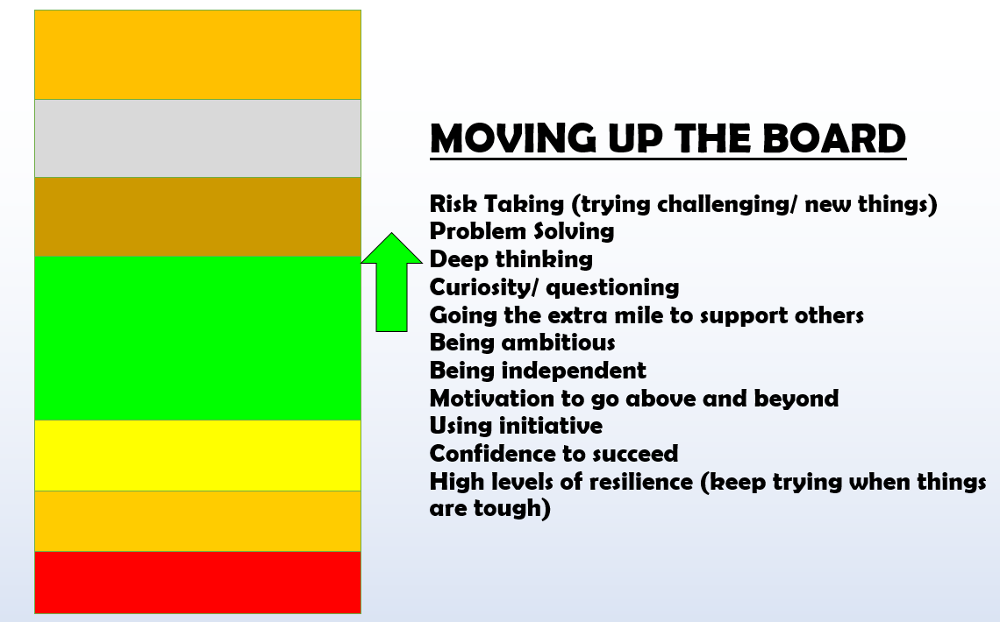 MOVING UP THE BOARD
Risk Taking (trying challenging/ new things)
Problem Solving
Deep thinking
Curiosity/ questioning
Going the extra mile to support others
Being ambitious
Being independent
Motivation to go above and beyond
Using initiative
Confidence to succeed
High levels of resilience (keep trying when things
are tough)